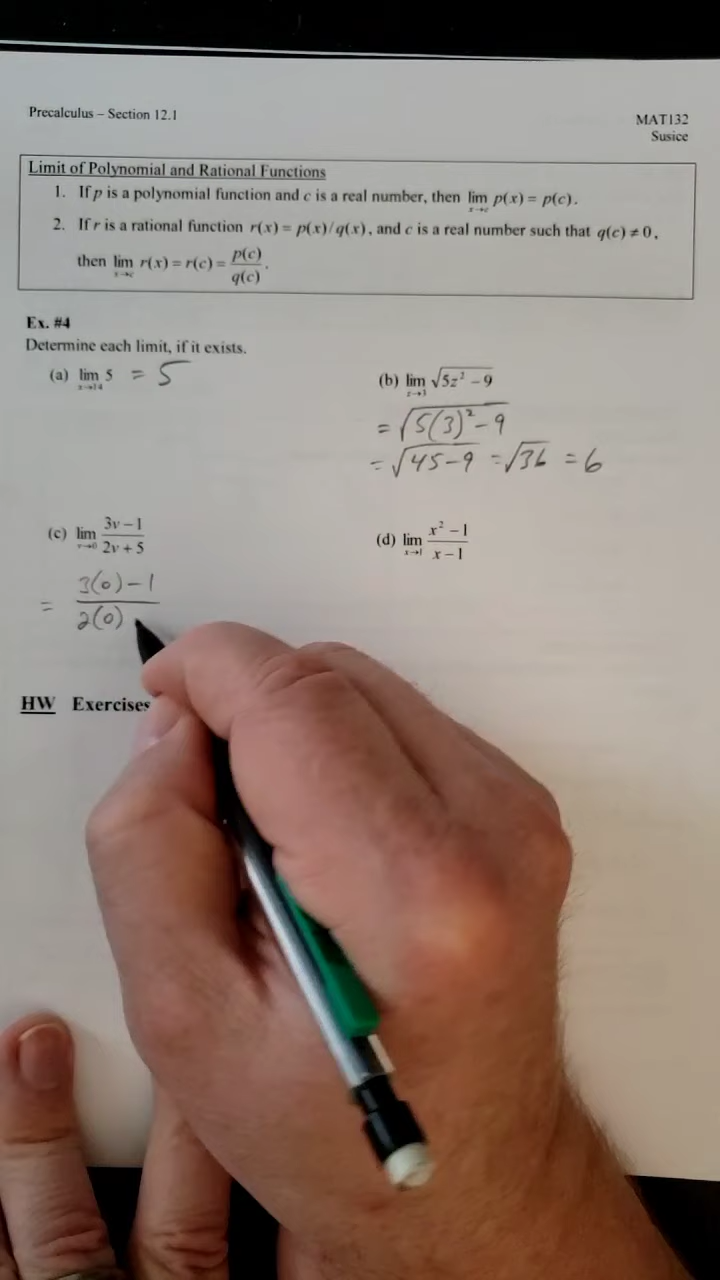 Precalculus – Section 12.1
MAT132
Susice
Limit of Polynomial and Rational Functions
1. If p is a polynomial function and c is a real number, then lim x→c p(x) = p(c).
2. If r is a rational function r(x) = p(x)/q(x), and c is a real number such that q(c) ≠ 0,
then lim x→c r(x) = r(c) = p(c)/q(c).
Ex. #4
Determine each limit, if it exists.
(a) lim x→14 5 = 5
(b) lim z→3 √(5z² − 9)
= √(5(3)² − 9)
= √(45 − 9) = √36 = 6
(c) lim v→0 (3v − 1)/(2v + 5)
= (3(0) − 1)/(2(0)
(d) lim x→1 (x² − 1)/(x − 1)
HW Exercises